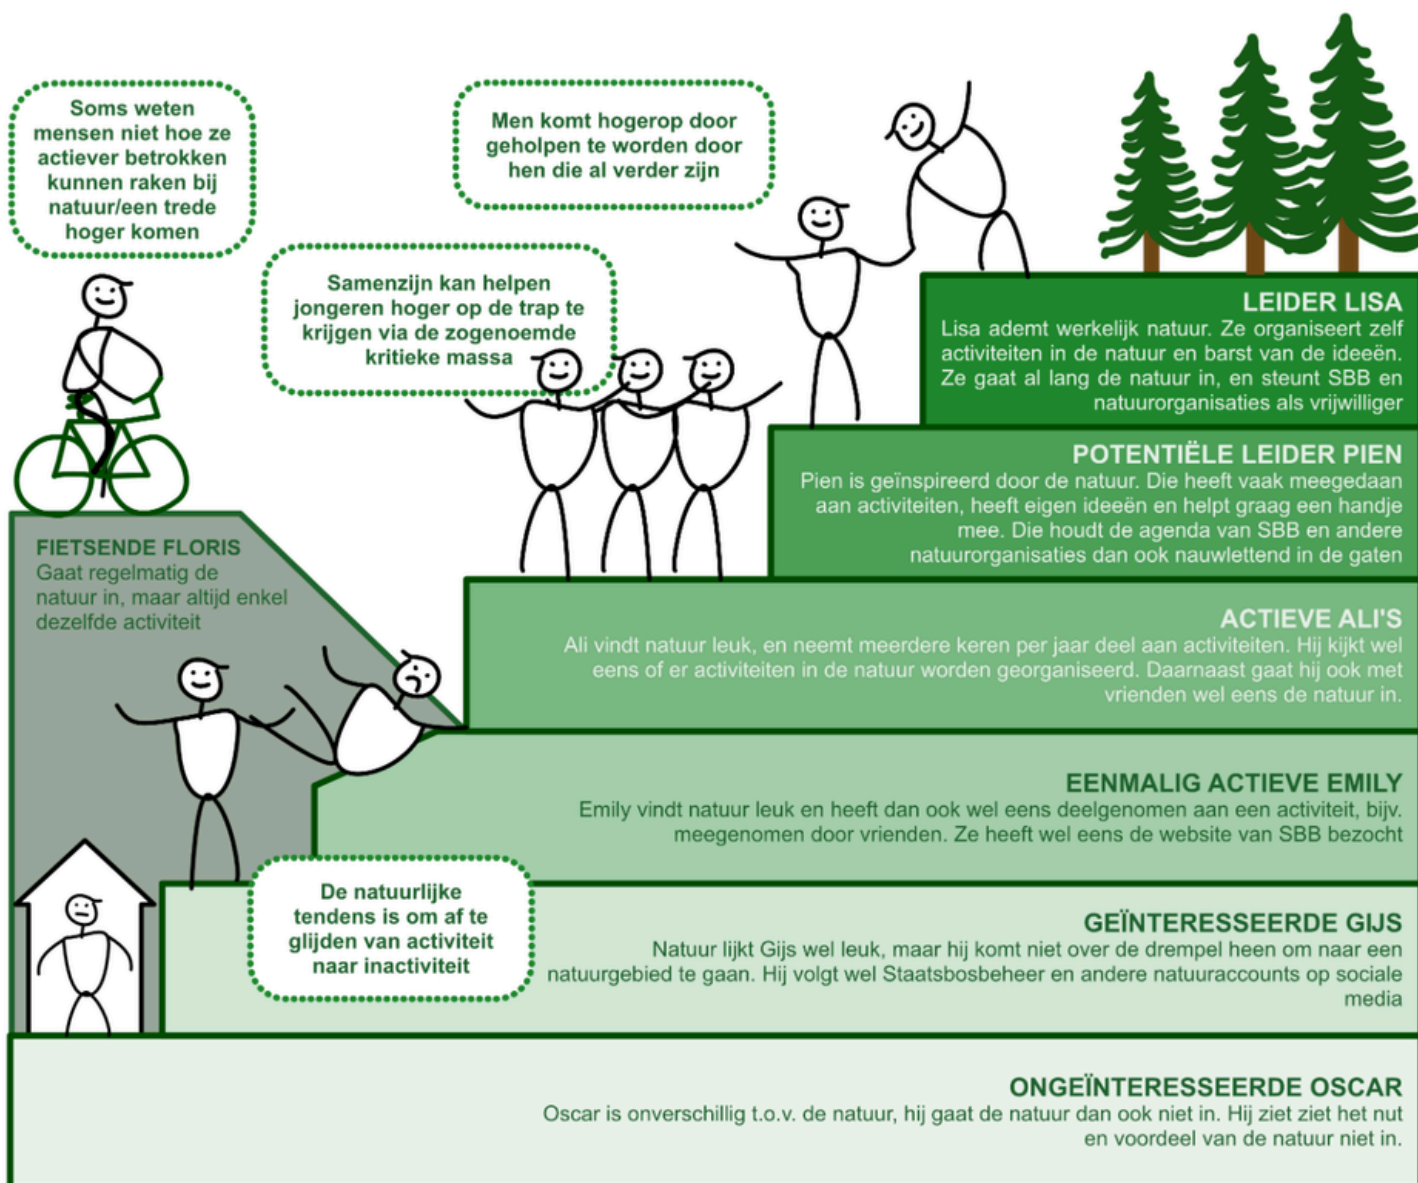 Soms weten
mensen niet hoe ze
actiever betrokken
kunnen raken bij
natuur/een trede
hoger komen
Men komt hogerop door
geholpen te worden door
hen die al verder zijn
Samenzijn kan helpen
jongeren hoger op de trap te
krijgen via de zogenoemde
kritieke massa
LEIDER LISA
Lisa ademt werkelijk natuur. Ze organiseert zelf
activiteiten in de natuur en barst van de ideeën.
Ze gaat al lang de natuur in, en steunt SBB en
natuurorganisaties als vrijwilliger
POTENTIËLE LEIDER PIEN
Pien is geïnspireerd door de natuur. Die heeft vaak meegedaan
aan activiteiten, heeft eigen ideeën en helpt graag een handje
mee. Die houdt de agenda van SBB en andere
natuurorganisaties dan ook nauwlettend in de gaten
FIETSENDE FLORIS
Gaat regelmatig de
natuur in, maar altijd enkel
dezelfde activiteit
ACTIEVE ALI'S
Ali vindt natuur leuk, en neemt meerdere keren per jaar deel aan activiteiten. Hij kijkt wel
eens of er activiteiten in de natuur worden georganiseerd. Daarnaast gaat hij ook met
vrienden wel eens de natuur in.
EENMALIG ACTIEVE EMILY
Emily vindt natuur leuk en heeft dan ook wel eens deelgenomen aan een activiteit, bijv.
meegenomen door vrienden. Ze heeft wel eens de website van SBB bezocht
De natuurlijke
tendens is om af te
glijden van activiteit
naar inactiviteit
GEÏNTERESSEERDE GIJS
Natuur lijkt Gijs wel leuk, maar hij komt niet over de drempel heen om naar een
natuurgebied te gaan. Hij volgt wel Staatsbosbeheer en andere natuuraccounts op sociale
media
ONGEÏNTERESSEERDE OSCAR
Oscar is onverschillig t.o.v. de natuur, hij gaat de natuur dan ook niet in. Hij ziet ziet het nut
en voordeel van de natuur niet in.